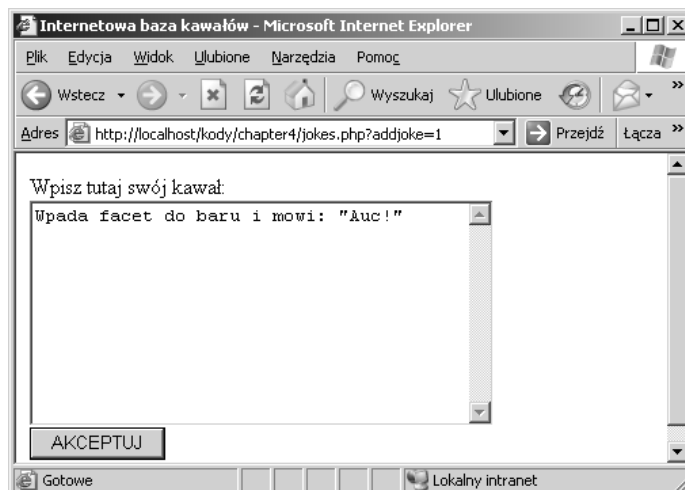 Internetowa baza kawałów - Microsoft Internet Explorer
Plik Edycja Widok Ulubione Narzędzia Pomoc
Wstecz Wyszukaj Ulubione »
Adres http://localhost/kody/chapter4/jokes.php?addjoke=1 Przejdź Łącza »
Wpisz tutaj swój kawał:
Wpada facet do baru i mowi: "Auc!"
AKCEPTUJ
Gotowe Lokalny intranet